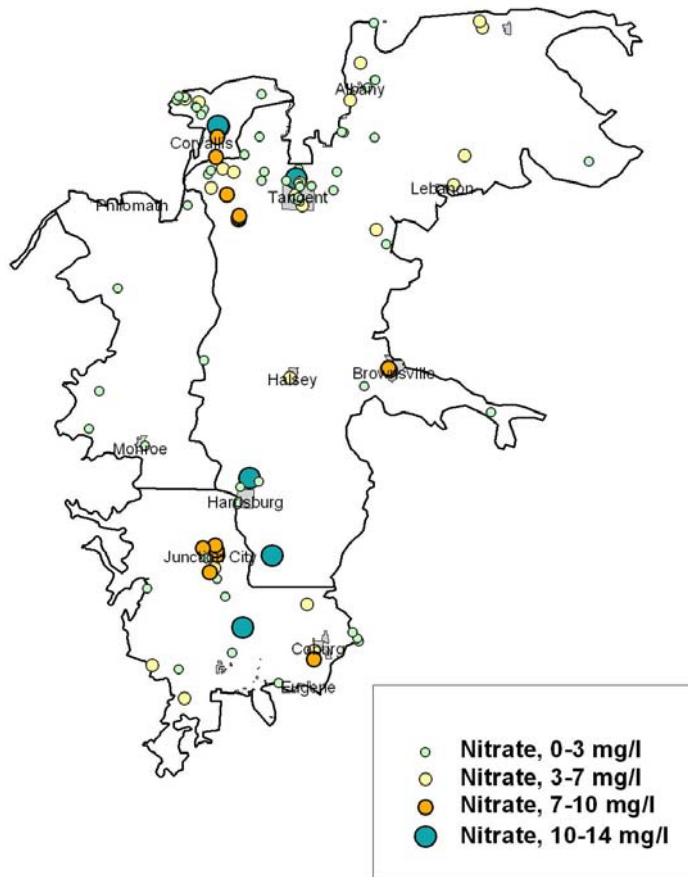 Albany
Corvallis
Lebanon
Tangent
Philomath
Halsey
Brownsville
Monroe
Harrisburg
Junction City
Coburg
Eugene
Nitrate, 0-3 mg/l
Nitrate, 3-7 mg/l
Nitrate, 7-10 mg/l
Nitrate, 10-14 mg/l